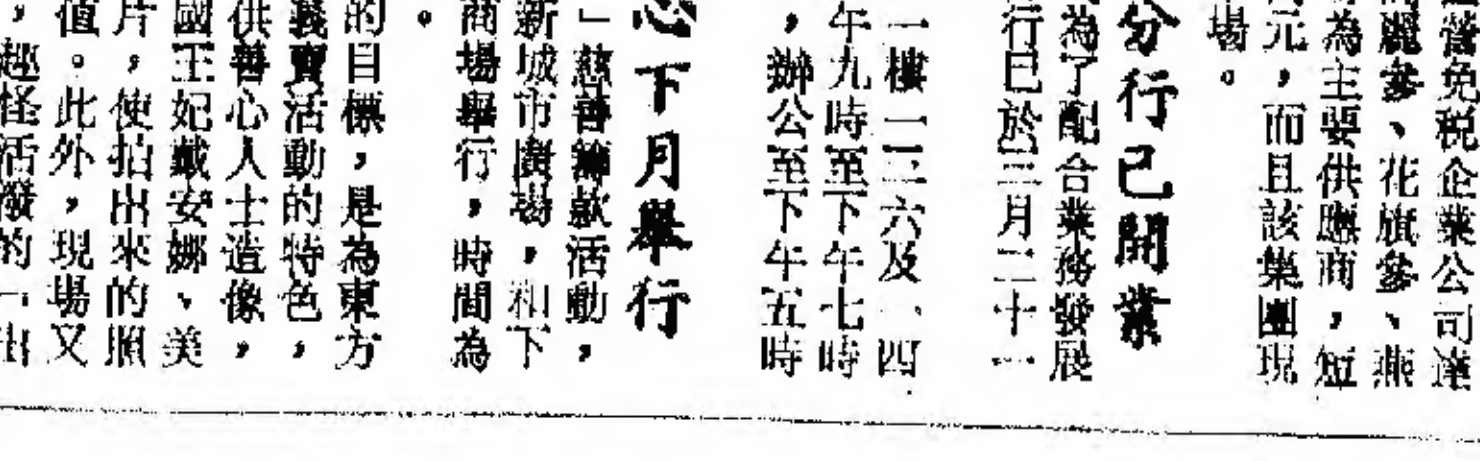 營免税企業公司達
麗參、花旗參、燕
為主要供應商，短
元，而且該集團現
場。
分行已開業
為了配合業務發展
行已於三月二十一
一樓一二三六及一四
午九時至下午七時
，辦公至下午五時
心下月舉行
」慈善籌款活動，
新城市廣場，和下
商場舉行，時間為
。
的目標，是為東方
義賣活動的特色，
供善心人士造像，
國王妃戴安娜、美
片，使拍出來的照
值。此外，現場又
，趣怪活潑的